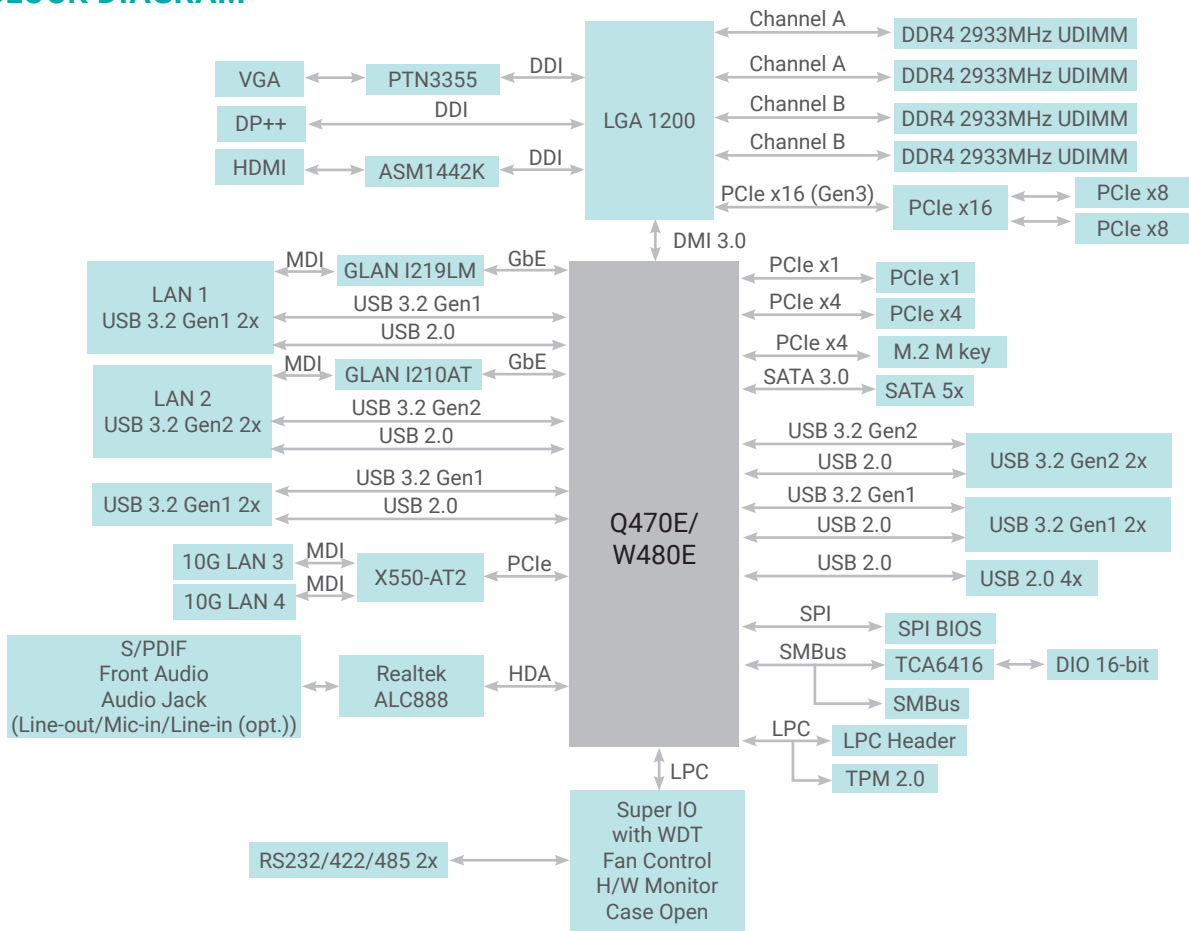 BLOCK DIAGRAM
Channel A
DDR4 2933MHz UDIMM
VGA
PTN3355
DDI
Channel A
DDR4 2933MHz UDIMM
DP++
DDI
LGA 1200
Channel B
DDR4 2933MHz UDIMM
HDMI
ASM1442K
DDI
Channel B
DDR4 2933MHz UDIMM
PCIe x16 (Gen3)
PCIe x16
PCIe x8
PCIe x8
DMI 3.0
LAN 1
USB 3.2 Gen1 2x
MDI
GLAN I219LM
GbE
USB 3.2 Gen1
USB 2.0
LAN 2
USB 3.2 Gen2 2x
MDI
GLAN I210AT
GbE
USB 3.2 Gen2
USB 2.0
USB 3.2 Gen1 2x
USB 3.2 Gen1
USB 2.0
10G LAN 3
MDI
10G LAN 4
MDI
X550-AT2
PCIe
S/PDIF
Front Audio
Audio Jack
(Line-out/Mic-in/Line-in (opt.))
Realtek
ALC888
HDA
Q470E/
W480E
PCIe x1
PCIe x1
PCIe x4
PCIe x4
PCIe x4
M.2 M key
SATA 3.0
SATA 5x
USB 3.2 Gen2
USB 2.0
USB 3.2 Gen2 2x
USB 3.2 Gen1
USB 2.0
USB 3.2 Gen1 2x
USB 2.0
USB 2.0 4x
SPI
SPI BIOS
SMBus
TCA6416
DIO 16-bit
SMBus
LPC
LPC Header
TPM 2.0
LPC
Super IO
with WDT
Fan Control
H/W Monitor
Case Open
RS232/422/485 2x